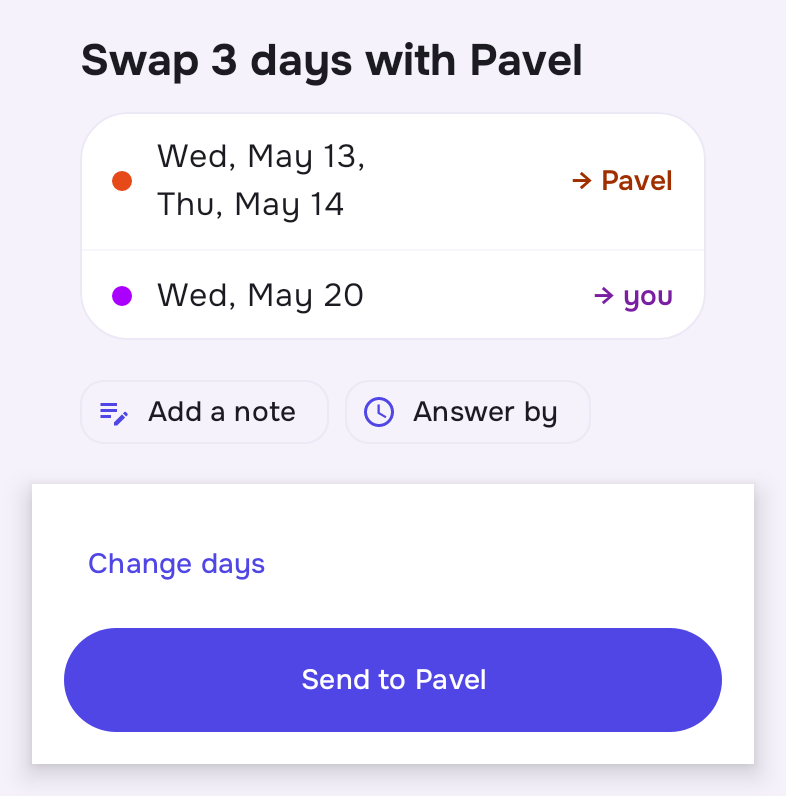 Swap 3 days with Pavel
Wed, May 13,
Thu, May 14
→ Pavel
Wed, May 20
→ you
Add a note
Answer by
Change days
Send to Pavel